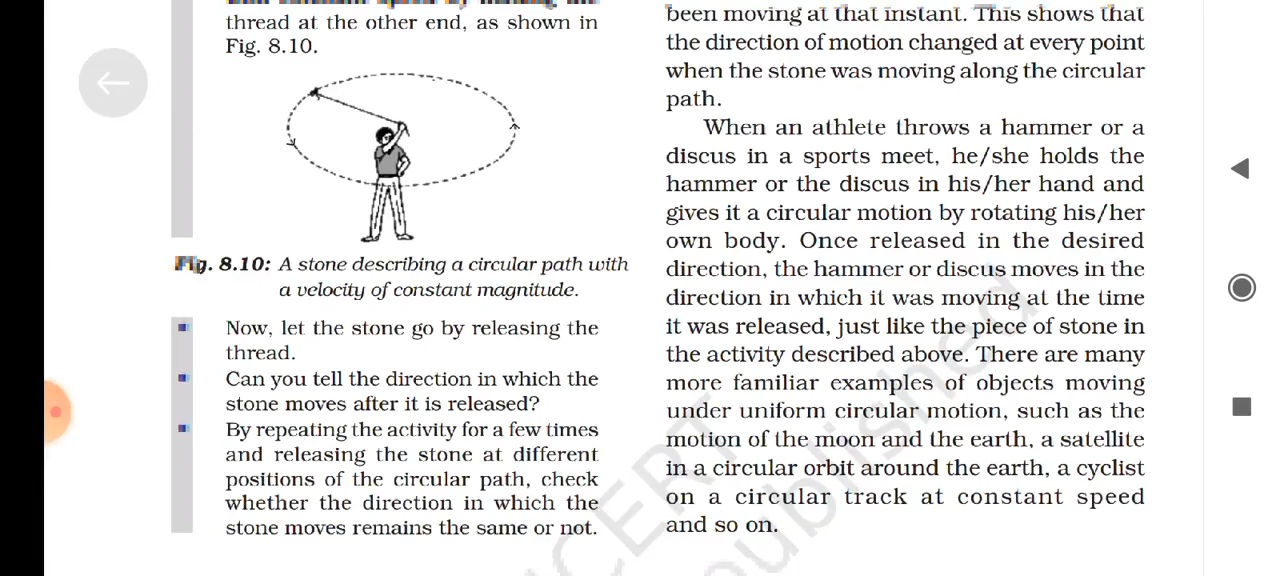 thread at the other end, as shown in
Fig. 8.10.
Fig. 8.10: A stone describing a circular path with
a velocity of constant magnitude.
Now, let the stone go by releasing the
thread.
Can you tell the direction in which the
stone moves after it is released?
By repeating the activity for a few times
and releasing the stone at different
positions of the circular path, check
whether the direction in which the
stone moves remains the same or not.
been moving at that instant. This shows that
the direction of motion changed at every point
when the stone was moving along the circular
path.
When an athlete throws a hammer or a
discus in a sports meet, he/she holds the
hammer or the discus in his/her hand and
gives it a circular motion by rotating his/her
own body. Once released in the desired
direction, the hammer or discus moves in the
direction in which it was moving at the time
it was released, just like the piece of stone in
the activity described above. There are many
more familiar examples of objects moving
under uniform circular motion, such as the
motion of the moon and the earth, a satellite
in a circular orbit around the earth, a cyclist
on a circular track at constant speed
and so on.